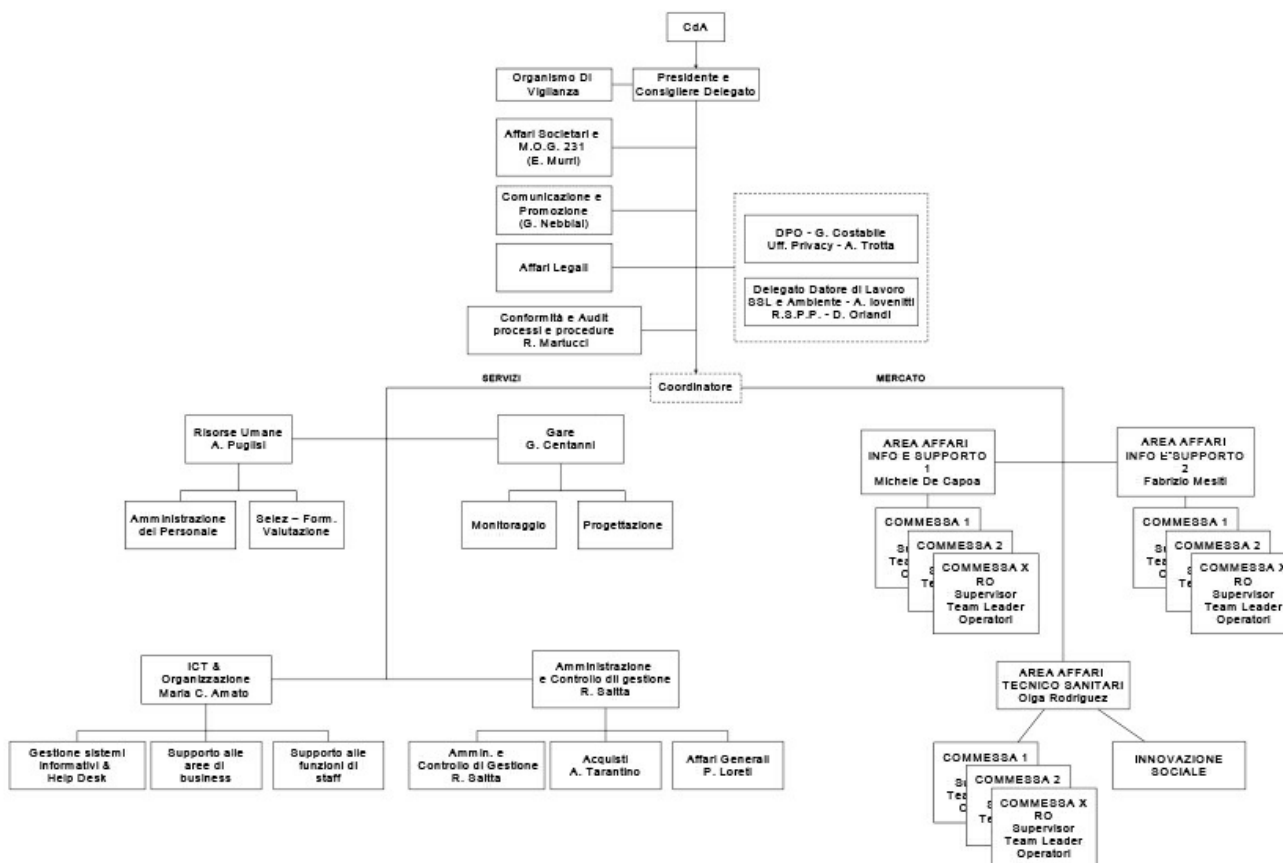 CdA
Organismo Di
Vigilanza
Presidente e
Consigliere Delegato
Affari Societari e
M.O.G. 231
(E. Murri)
Comunicazione e
Promozione
(G. Nebbiai)
DPO - G. Costabile
Uff. Privacy - A. Trotta
Affari Legali
Delegato Datore di Lavoro
SSL e Ambiente - A. Iovenitti
R.S.P.P. - D. Orlandi
Conformità e Audit
processi e procedure
R. Martucci
SERVIZI
Coordinatore
MERCATO
Risorse Umane
A. Puglisi
Gare
G. Centanni
AREA AFFARI
INFO E SUPPORTO
1
Michele De Capoa
AREA AFFARI
INFO E SUPPORTO
2
Fabrizio Mesiti
Amministrazione
del Personale
Selez – Form.
Valutazione
Monitoraggio
Progettazione
COMMESSA 1
COMMESSA 2
COMMESSA X
RO
Supervisor
Team Leader
Operatori
COMMESSA 1
COMMESSA 2
COMMESSA X
RO
Supervisor
Team Leader
Operatori
ICT &
Organizzazione
Maria C. Amato
Amministrazione
e Controllo di gestione
R. Saitta
AREA AFFARI
TECNICO SANITARI
Olga Rodriguez
Gestione sistemi
Informativi &
Help Desk
Supporto alle
aree di
business
Supporto alle
funzioni di
staff
Ammin. e
Controllo di Gestione
R. Saitta
Acquisti
A. Tarantino
Affari Generali
P. Loreti
COMMESSA 1
COMMESSA 2
COMMESSA X
RO
Supervisor
Team Leader
Operatori
INNOVAZIONE
SOCIALE